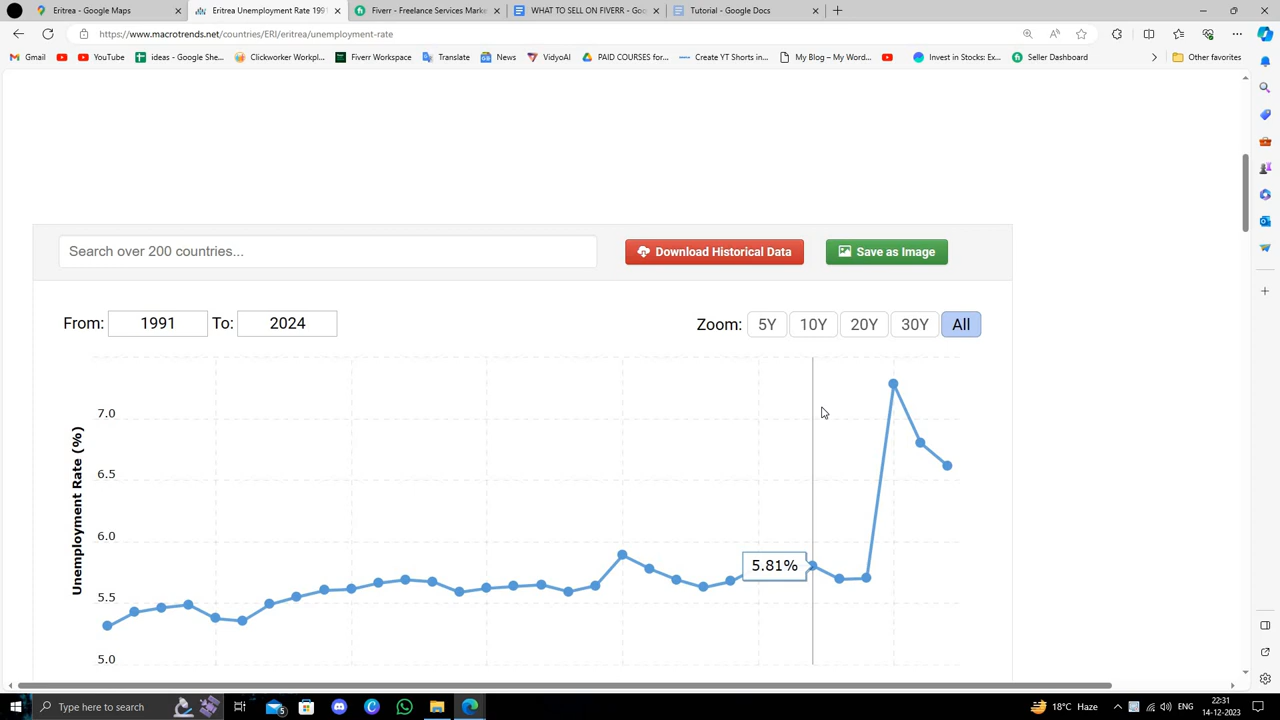 Eritrea - Google Maps
Eritrea Unemployment Rate 1991
Fiverr - Freelance Services Marke
WHAT TO SELL ON FIVERR - Goo
Tutorial - Google Docs
https://www.macrotrends.net/countries/ERI/eritrea/unemployment-rate
Gmail
YouTube
ideas - Google She...
Clickworker Workpl...
Fiverr Workspace
Translate
News
VidyoAI
PAID COURSES for...
Create YT Shorts in...
My Blog – My Word...
Invest in Stocks: Ex...
Seller Dashboard
Other favorites
Search over 200 countries...
Download Historical Data
Save as Image
From: 1991 To: 2024
Zoom: 5Y 10Y 20Y 30Y All
Unemployment Rate (%)
7.0
6.5
6.0
5.5
5.0
5.81%
Type here to search
18°C Haze
ENG
22:31
14-12-2023